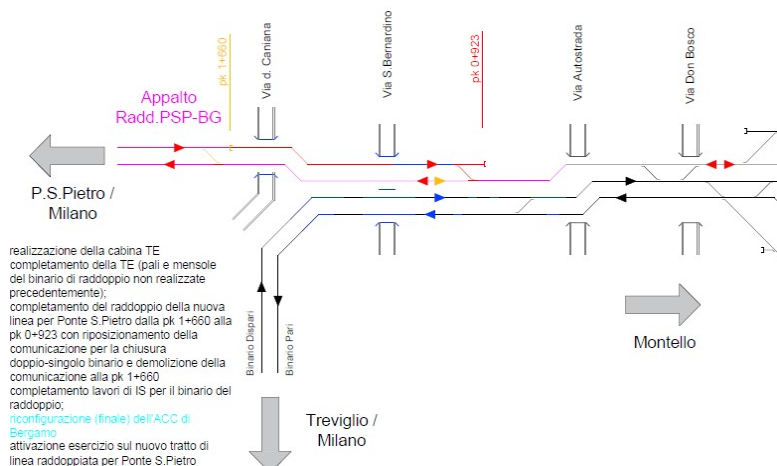 pk 1+660
Via d. Caniana
Via S.Bernardino
pk 0+923
Via Autostrada
Via Don Bosco
Appalto
Radd.PSP-BG
P.S.Pietro /
Milano
realizzazione della cabina TE
completamento della TE (pali e mensole
del binario di raddoppio non realizzate
precedentemente);
completamento del raddoppio della nuova
linea per Ponte S.Pietro dalla pk 1+660 alla
pk 0+923 con riposizionamento della
comunicazione per la chiusura
doppio-singolo binario e demolizione della
comunicazione alla pk 1+660
completamento lavori di IS per il binario del
raddoppio;
riconfigurazione (finale) dell'ACC di
Bergamo
attivazione esercizio sul nuovo tratto di
linea raddoppiata per Ponte S.Pietro
Binario Dispari
Binario Pari
Montello
Treviglio /
Milano